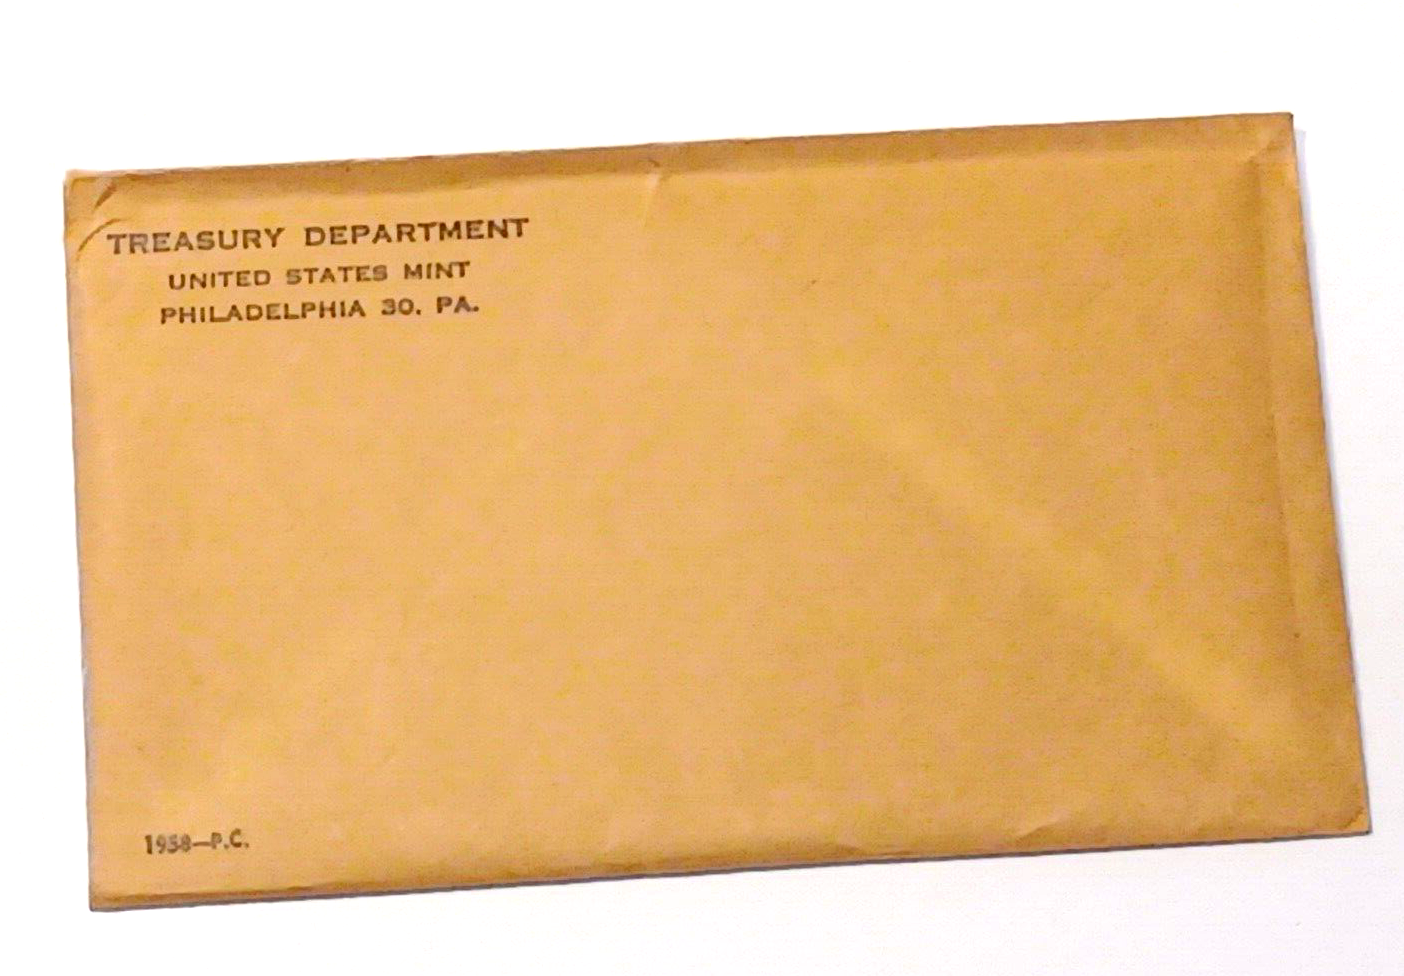 TREASURY DEPARTMENT
UNITED STATES MINT
PHILADELPHIA 30. PA.
1958—P.C.